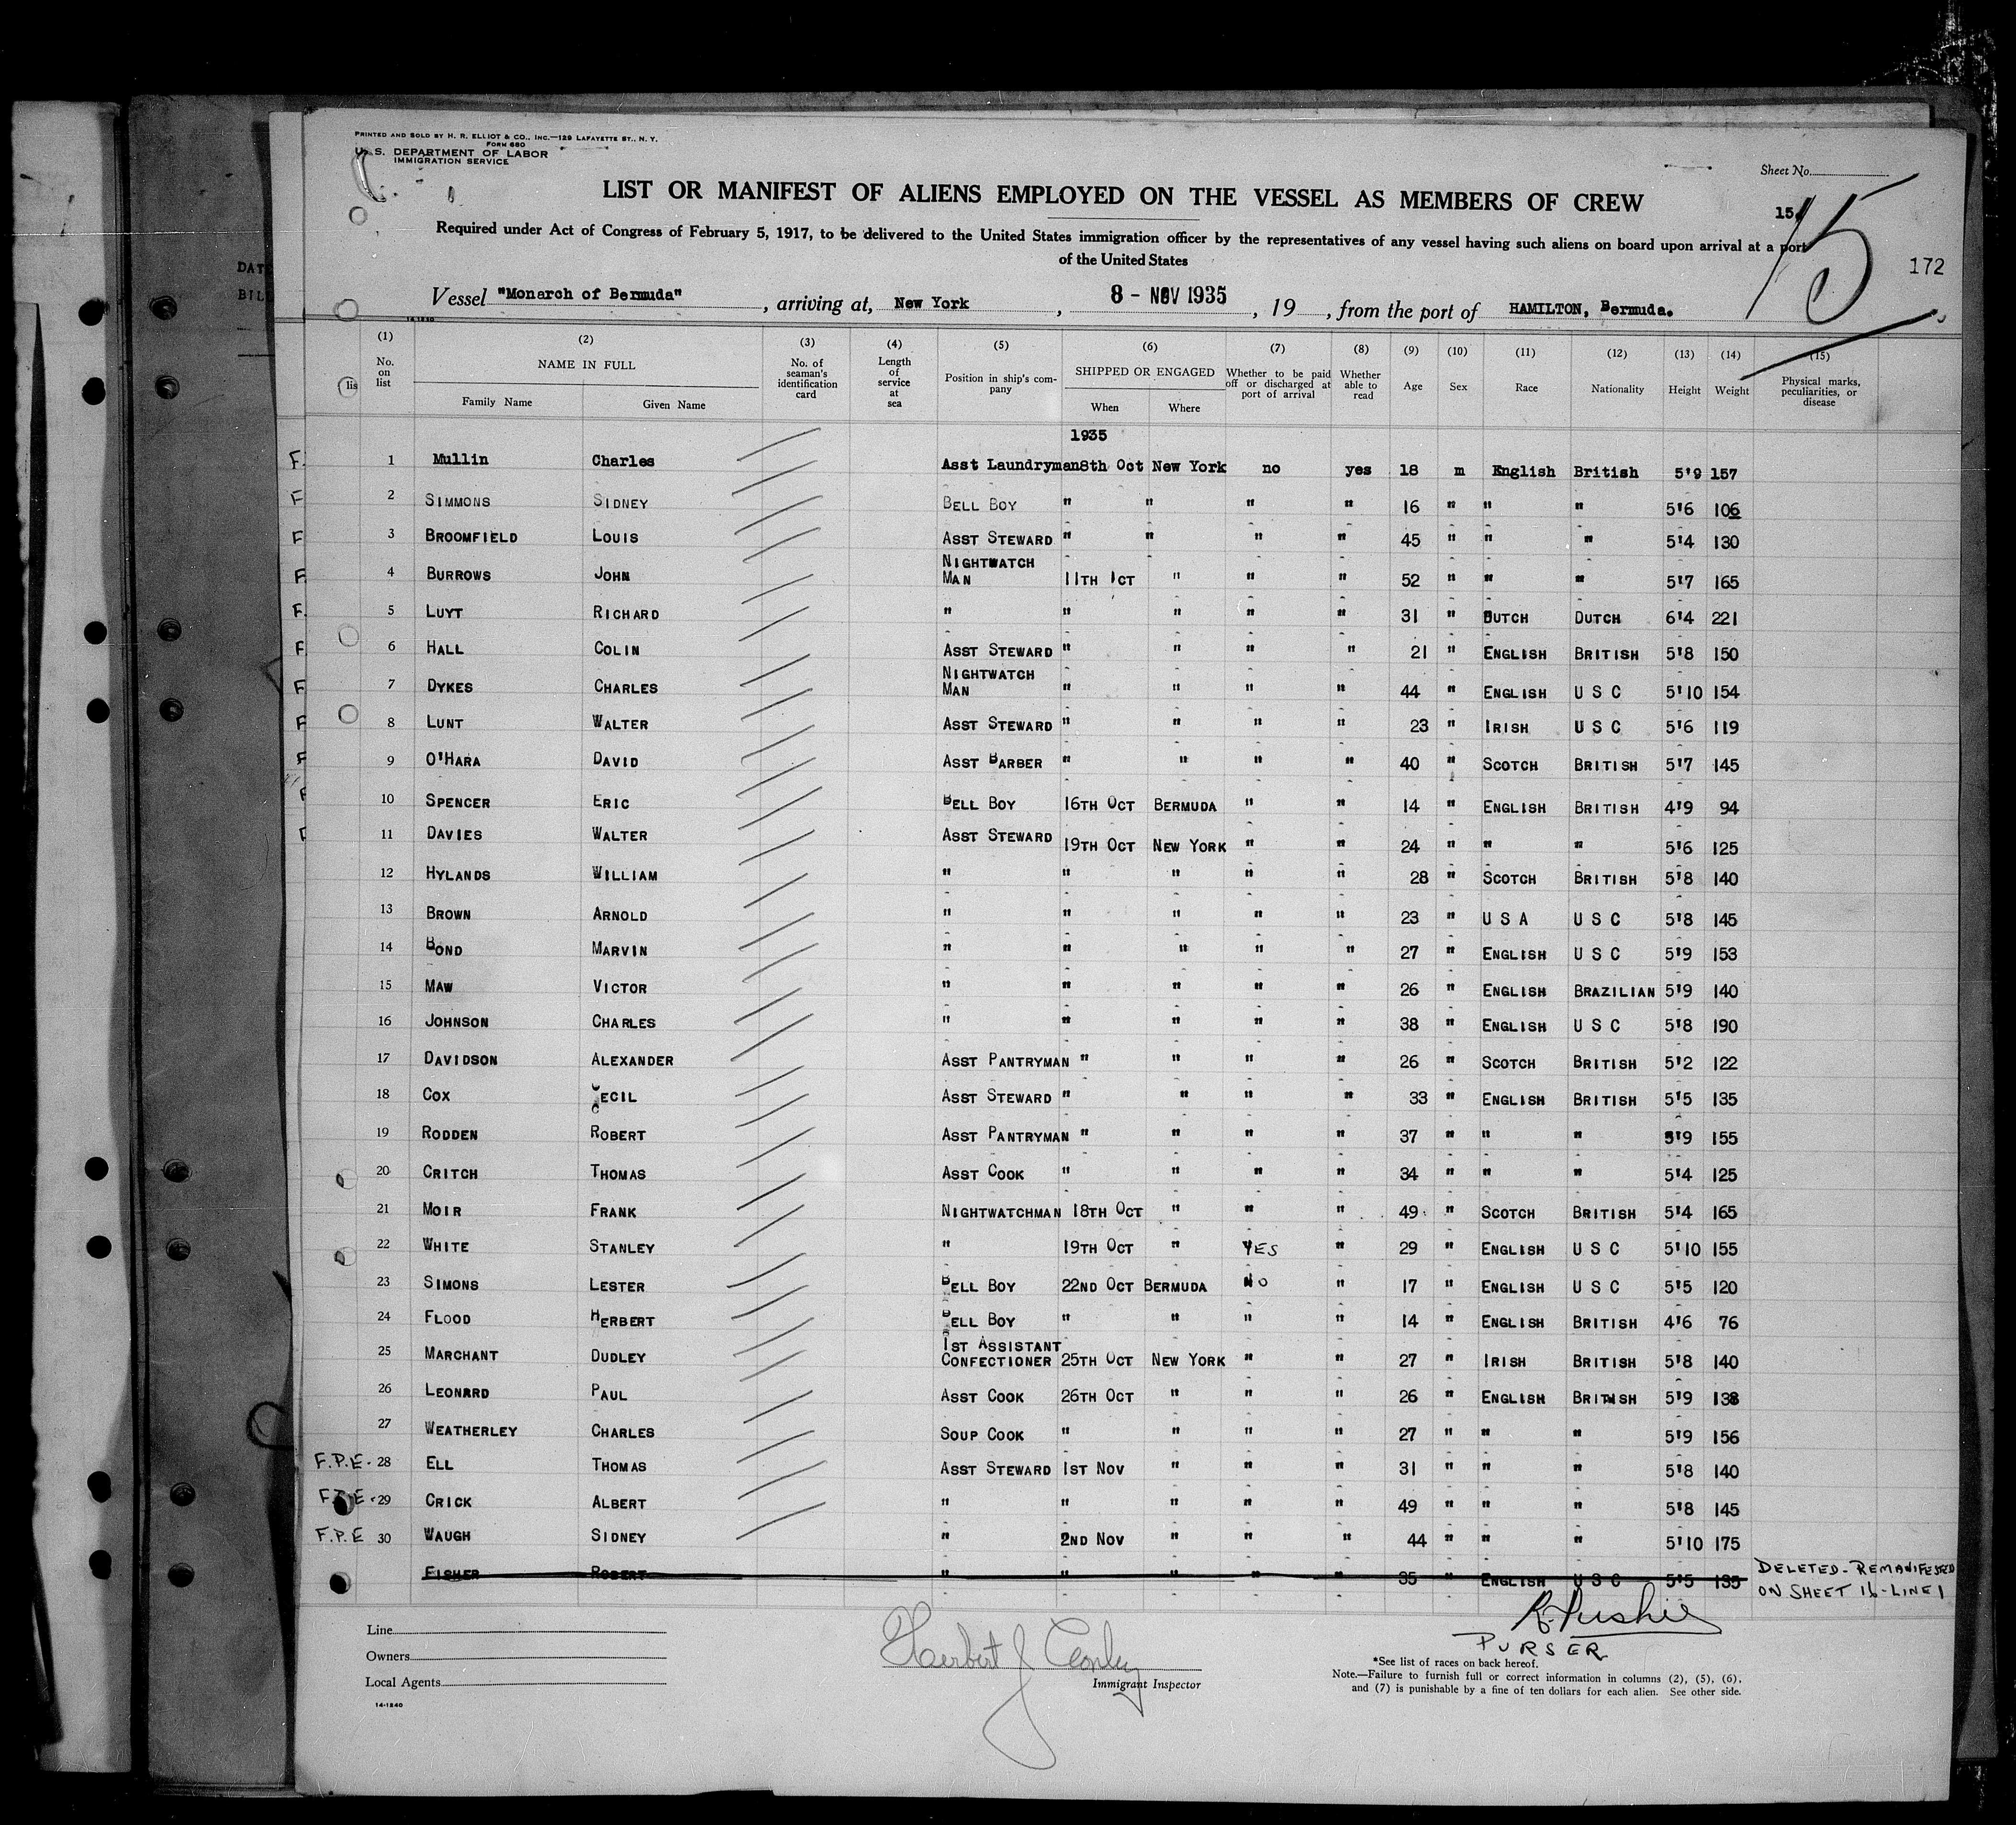 PRINTED AND SOLD BY H. R. ELLIOT & CO., INC.—129 LAFAYETTE ST., N. Y.
FORM 680
U. S. DEPARTMENT OF LABOR
IMMIGRATION SERVICE
Sheet No.
LIST OR MANIFEST OF ALIENS EMPLOYED ON THE VESSEL AS MEMBERS OF CREW
15
15
Required under Act of Congress of February 5, 1917, to be delivered to the United States immigration officer by the representatives of any vessel having such aliens on board upon arrival at a port
of the United States
172
DAT
BILL
Vessel "Monarch of Bermuda", arriving at, New York, 8 - NOV 1935, 19, from the port of HAMILTON, Bermuda.
14-1240
(1) (2) (3) (4) (5) (6) (7) (8) (9) (10) (11) (12) (13) (14) (15)
No. on list NAME IN FULL Family Name Given Name No. of seaman's identification card Length of service at sea Position in ship's company SHIPPED OR ENGAGED When Where Whether to be paid off or discharged at port of arrival Whether able to read Age Sex Race Nationality Height Weight Physical marks, peculiarities, or disease
lis
1935
F. 1 Mullin Charles Asst Laundryman 8th Oct New York no yes 18 m English British 5'9 157
F 2 SIMMONS SIDNEY BELL BOY " " " " 16 " " " 5'6 106
F 3 BROOMFIELD LOUIS ASST STEWARD " " " " 45 " " " 5'4 130
F 4 BURROWS JOHN NIGHTWATCH MAN 11TH 1CT " " " 52 " " " 5'7 165
F. 5 LUYT RICHARD " " " " " 31 " DUTCH DUTCH 6'4 221
F 6 HALL COLIN ASST STEWARD " " " " 21 " ENGLISH BRITISH 5'8 150
F 7 DYKES CHARLES NIGHTWATCH MAN " " " " 44 " ENGLISH U S C 5'10 154
F 8 LUNT WALTER ASST STEWARD " " " " 23 " IRISH U S C 5'6 119
F 9 O'HARA DAVID ASST BARBER " " " " 40 " SCOTCH BRITISH 5'7 145
F 10 SPENCER ERIC BELL BOY 16TH OCT BERMUDA " " 14 " ENGLISH BRITISH 4'9 94
F 11 DAVIES WALTER ASST STEWARD 19TH OCT NEW YORK " " 24 " " " 5'6 125
12 HYLANDS WILLIAM " " " " " 28 " SCOTCH BRITISH 5'8 140
13 BROWN ARNOLD " " " " " 23 " U S A U S C 5'8 145
14 BOND MARVIN " " " " " 27 " ENGLISH U S C 5'9 153
15 MAW VICTOR " " " " " 26 " ENGLISH BRAZILIAN 5'9 140
16 JOHNSON CHARLES " " " " " 38 " ENGLISH U S C 5'8 190
17 DAVIDSON ALEXANDER ASST PANTRYMAN " " " " 26 " SCOTCH BRITISH 5'2 122
18 COX CECIL ASST STEWARD " " " " 33 " ENGLISH BRITISH 5'5 135
19 RODDEN ROBERT ASST PANTRYMAN " " " " 37 " " " 5'9 155
20 CRITCH THOMAS ASST COOK " " " " 34 " " " 5'4 125
21 MOIR FRANK NIGHTWATCHMAN 18TH OCT " " " 49 " SCOTCH BRITISH 5'4 165
22 WHITE STANLEY " 19TH OCT " YES " 29 " ENGLISH U S C 5'10 155
23 SIMONS LESTER BELL BOY 22ND OCT BERMUDA NO " 17 " ENGLISH U S C 5'5 120
24 FLOOD HERBERT BELL BOY " " " " 14 " ENGLISH BRITISH 4'6 76
25 MARCHANT DUDLEY 1ST ASSISTANT CONFECTIONER 25TH OCT NEW YORK " " 27 " IRISH BRITISH 5'8 140
26 LEONARD PAUL ASST COOK 26TH OCT " " " 26 " ENGLISH BRITISH 5'9 138
27 WEATHERLEY CHARLES SOUP COOK " " " " 27 " " " 5'9 156
F.P.E. 28 ELL THOMAS ASST STEWARD 1ST NOV " " " 31 " " " 5'8 140
F.P.E. 29 CRICK ALBERT " " " " " 49 " " " 5'8 145
F.P.E 30 WAUGH SIDNEY " 2ND NOV " " " 44 " " " 5'10 175
FISHER ROBERT " " " " " 35 " ENGLISH U S C 5'5 135 DELETED - REMANIFESTED
ON SHEET 16 - LINE 1
Line
Owners
Local Agents
14-1240
Herbert J Conley
Immigrant Inspector
PURSER
*See list of races on back hereof.
Note.—Failure to furnish full or correct information in columns (2), (5), (6),
and (7) is punishable by a fine of ten dollars for each alien. See other side.